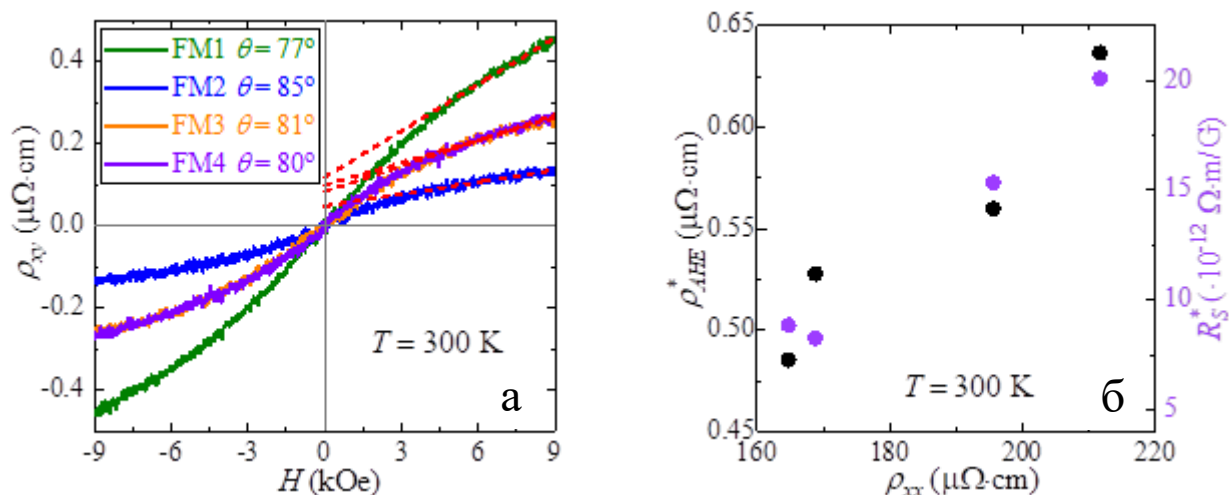 FM1 θ = 77°
FM2 θ = 85°
FM3 θ = 81°
FM4 θ = 80°
0.4
0.2
0.0
-0.2
-0.4
ρxy (μΩ·cm)
T = 300 K
а
-9 -6 -3 0 3 6 9
H (kOe)
0.65
0.60
0.55
0.50
0.45
ρ*AHE (μΩ·cm)
20
15
10
5
R*S (·10-12 Ω·m/G)
T = 300 K
б
160 180 200 220
ρxx (μΩ·cm)